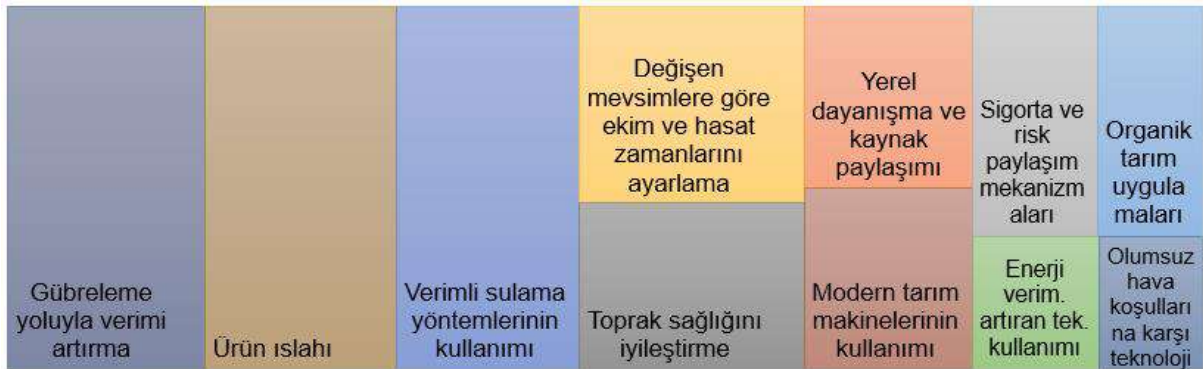 Gübreleme
yoluyla verimi
artırma
Ürün ıslahı
Verimli sulama
yöntemlerinin
kullanımı
Değişen
mevsimlere göre
ekim ve hasat
zamanlarını
ayarlama
Toprak sağlığını
iyileştirme
Yerel
dayanışma ve
kaynak
paylaşımı
Modern tarım
makinelerinin
kullanımı
Sigorta ve
risk
paylaşım
mekanizm
aları
Enerji
verim.
artıran tek.
kullanımı
Organik
tarım
uygula
maları
Olumsuz
hava
koşulları
na karşı
teknoloji